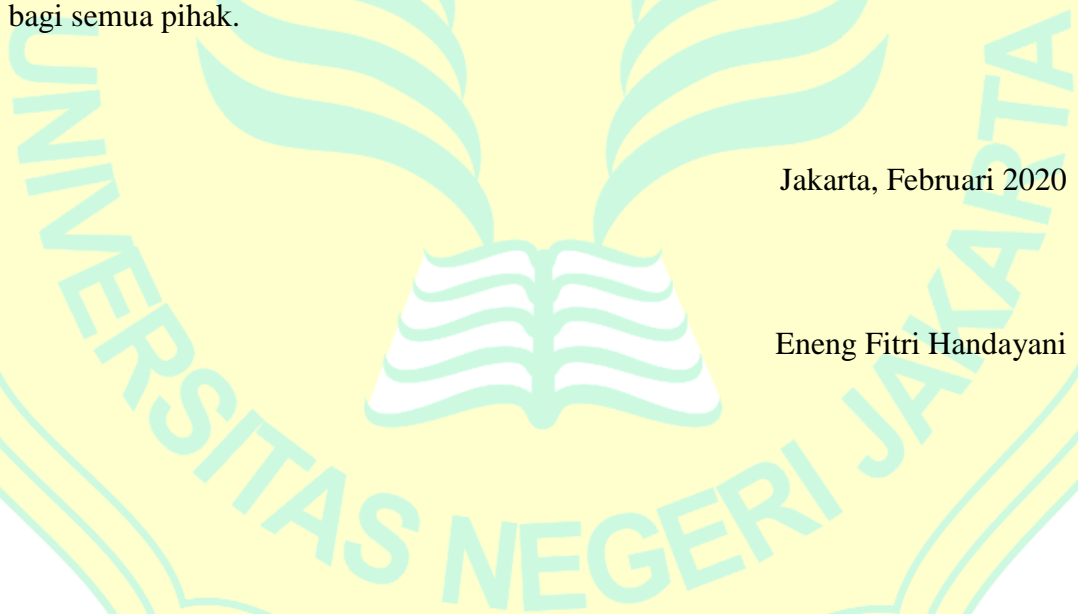 bagi semua pihak.
Jakarta, Februari 2020
Eneng Fitri Handayani
UNIVERSITAS NEGERI JAKARTA